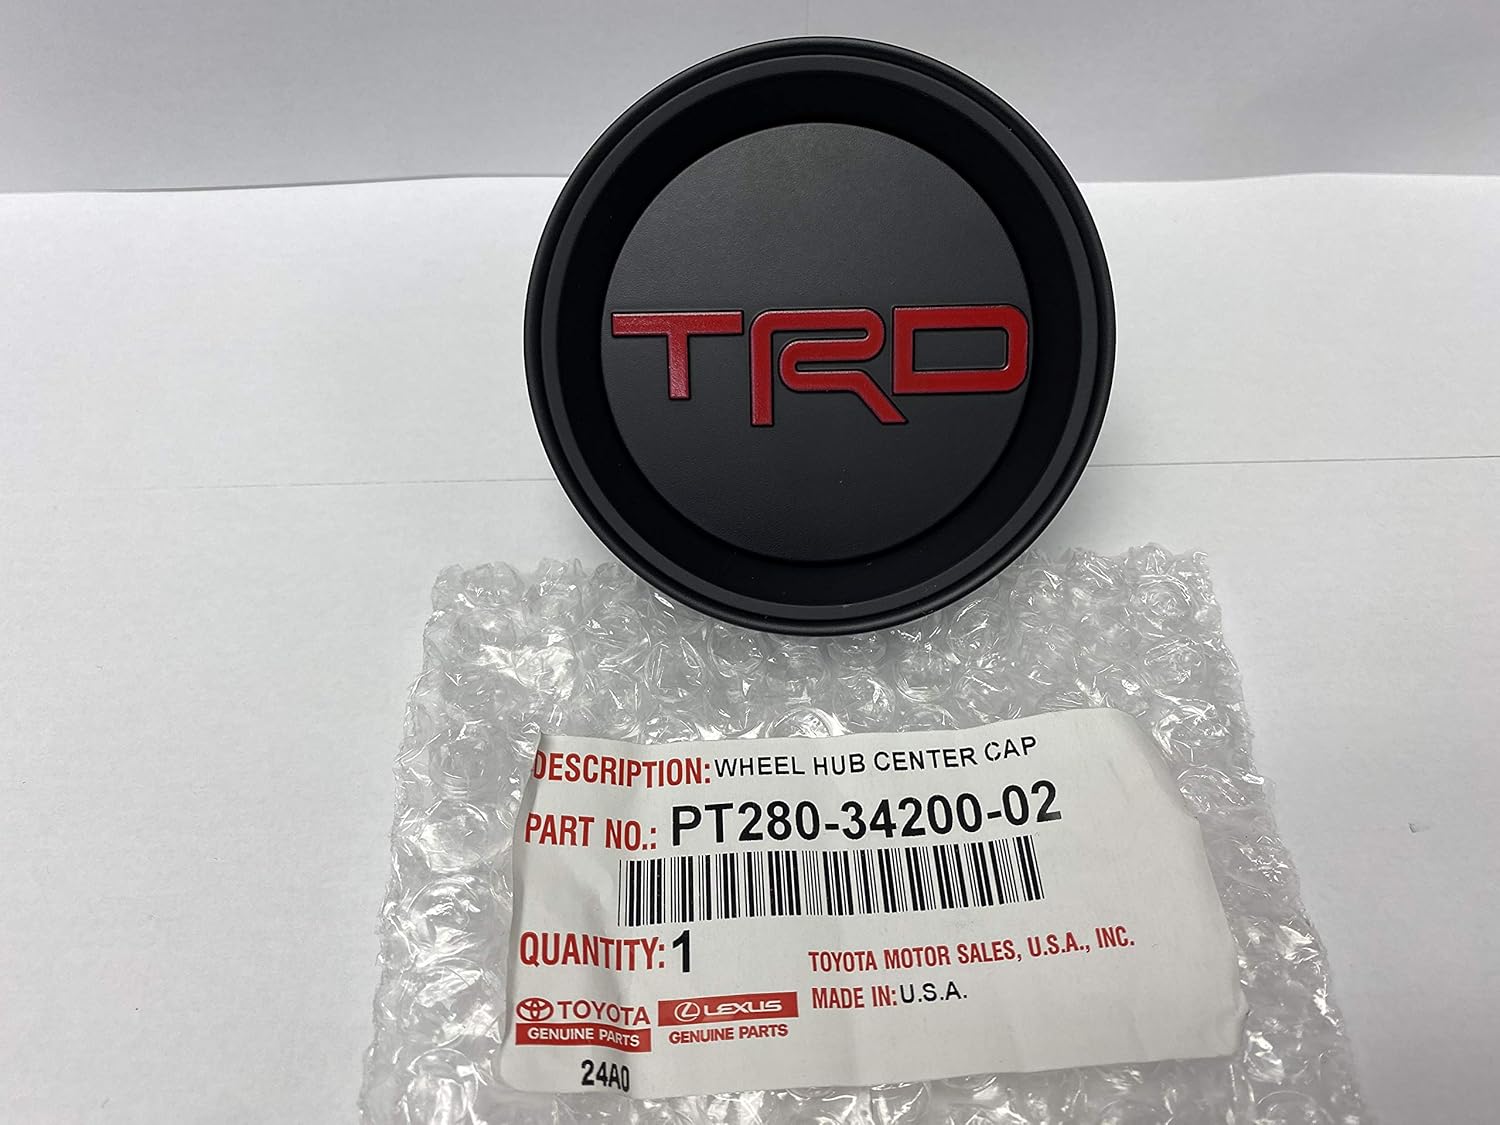 TRD
DESCRIPTION: WHEEL HUB CENTER CAP
PART NO.: PT280-34200-02
QUANTITY: 1
TOYOTA MOTOR SALES, U.S.A., INC.
MADE IN: U.S.A.
TOYOTA
GENUINE PARTS
LEXUS
GENUINE PARTS
24A0